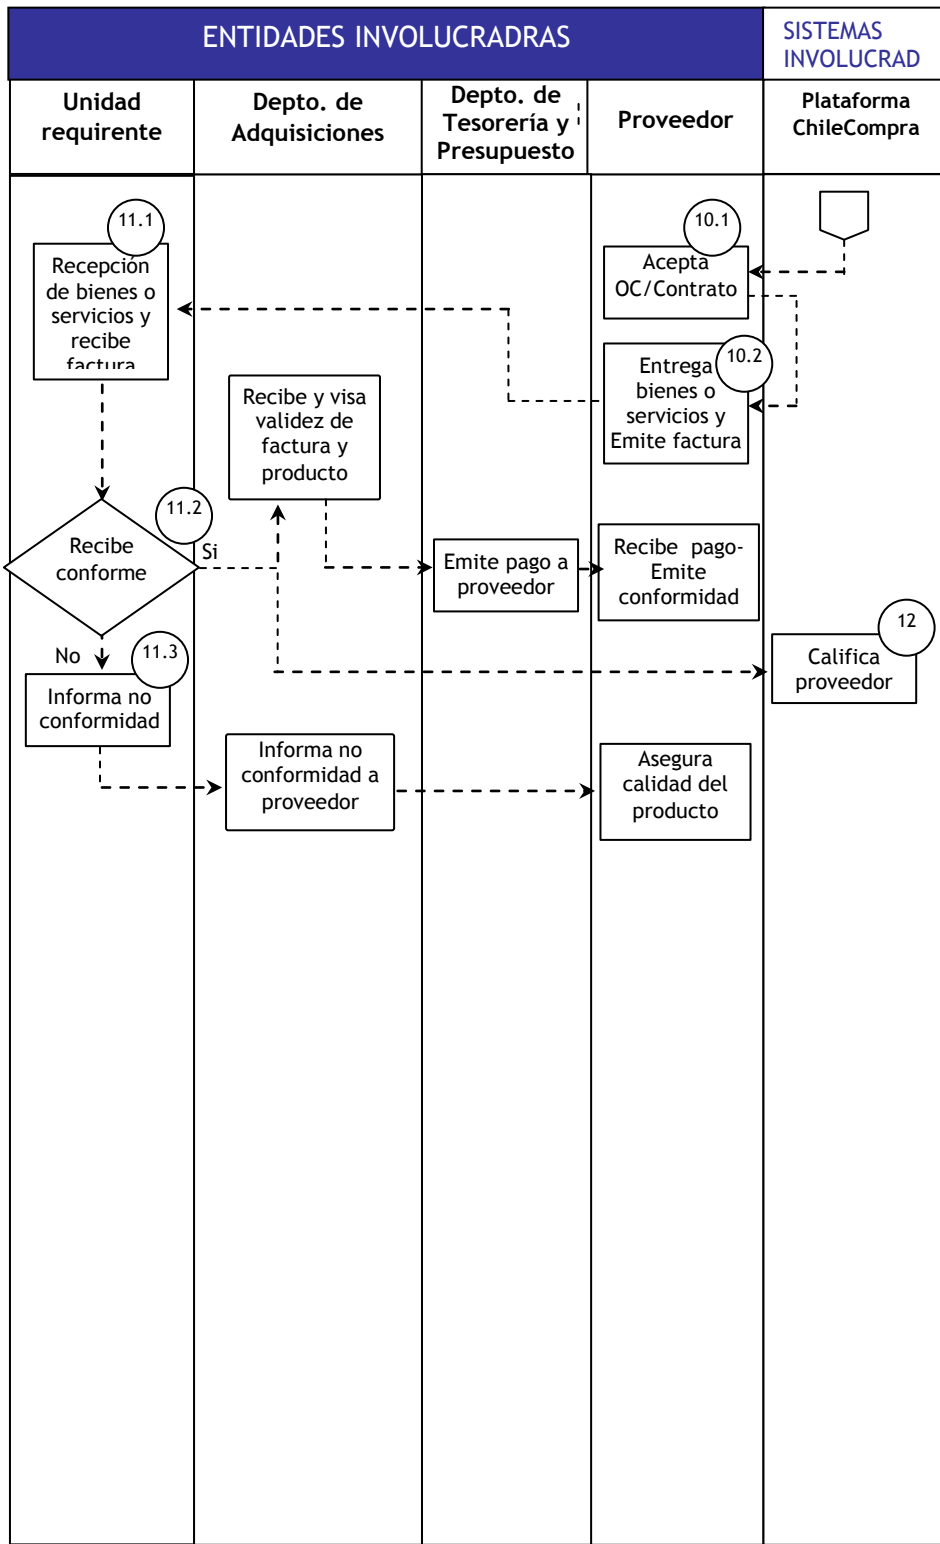 ENTIDADES INVOLUCRADRAS
SISTEMAS
INVOLUCRAD
Unidad
requirente
Depto. de
Adquisiciones
Depto. de
Tesorería y
Presupuesto
Proveedor
Plataforma
ChileCompra
11.1
Recepción
de bienes o
servicios y
recibe
factura
10.1
Acepta
OC/Contrato
10.2
Entrega
bienes o
servicios y
Emite factura
Recibe y visa
validez de
factura y
producto
11.2
Recibe
conforme
Si
Emite pago a
proveedor
Recibe pago-
Emite
conformidad
12
Califica
proveedor
No
11.3
Informa no
conformidad
Informa no
conformidad a
proveedor
Asegura
calidad del
producto